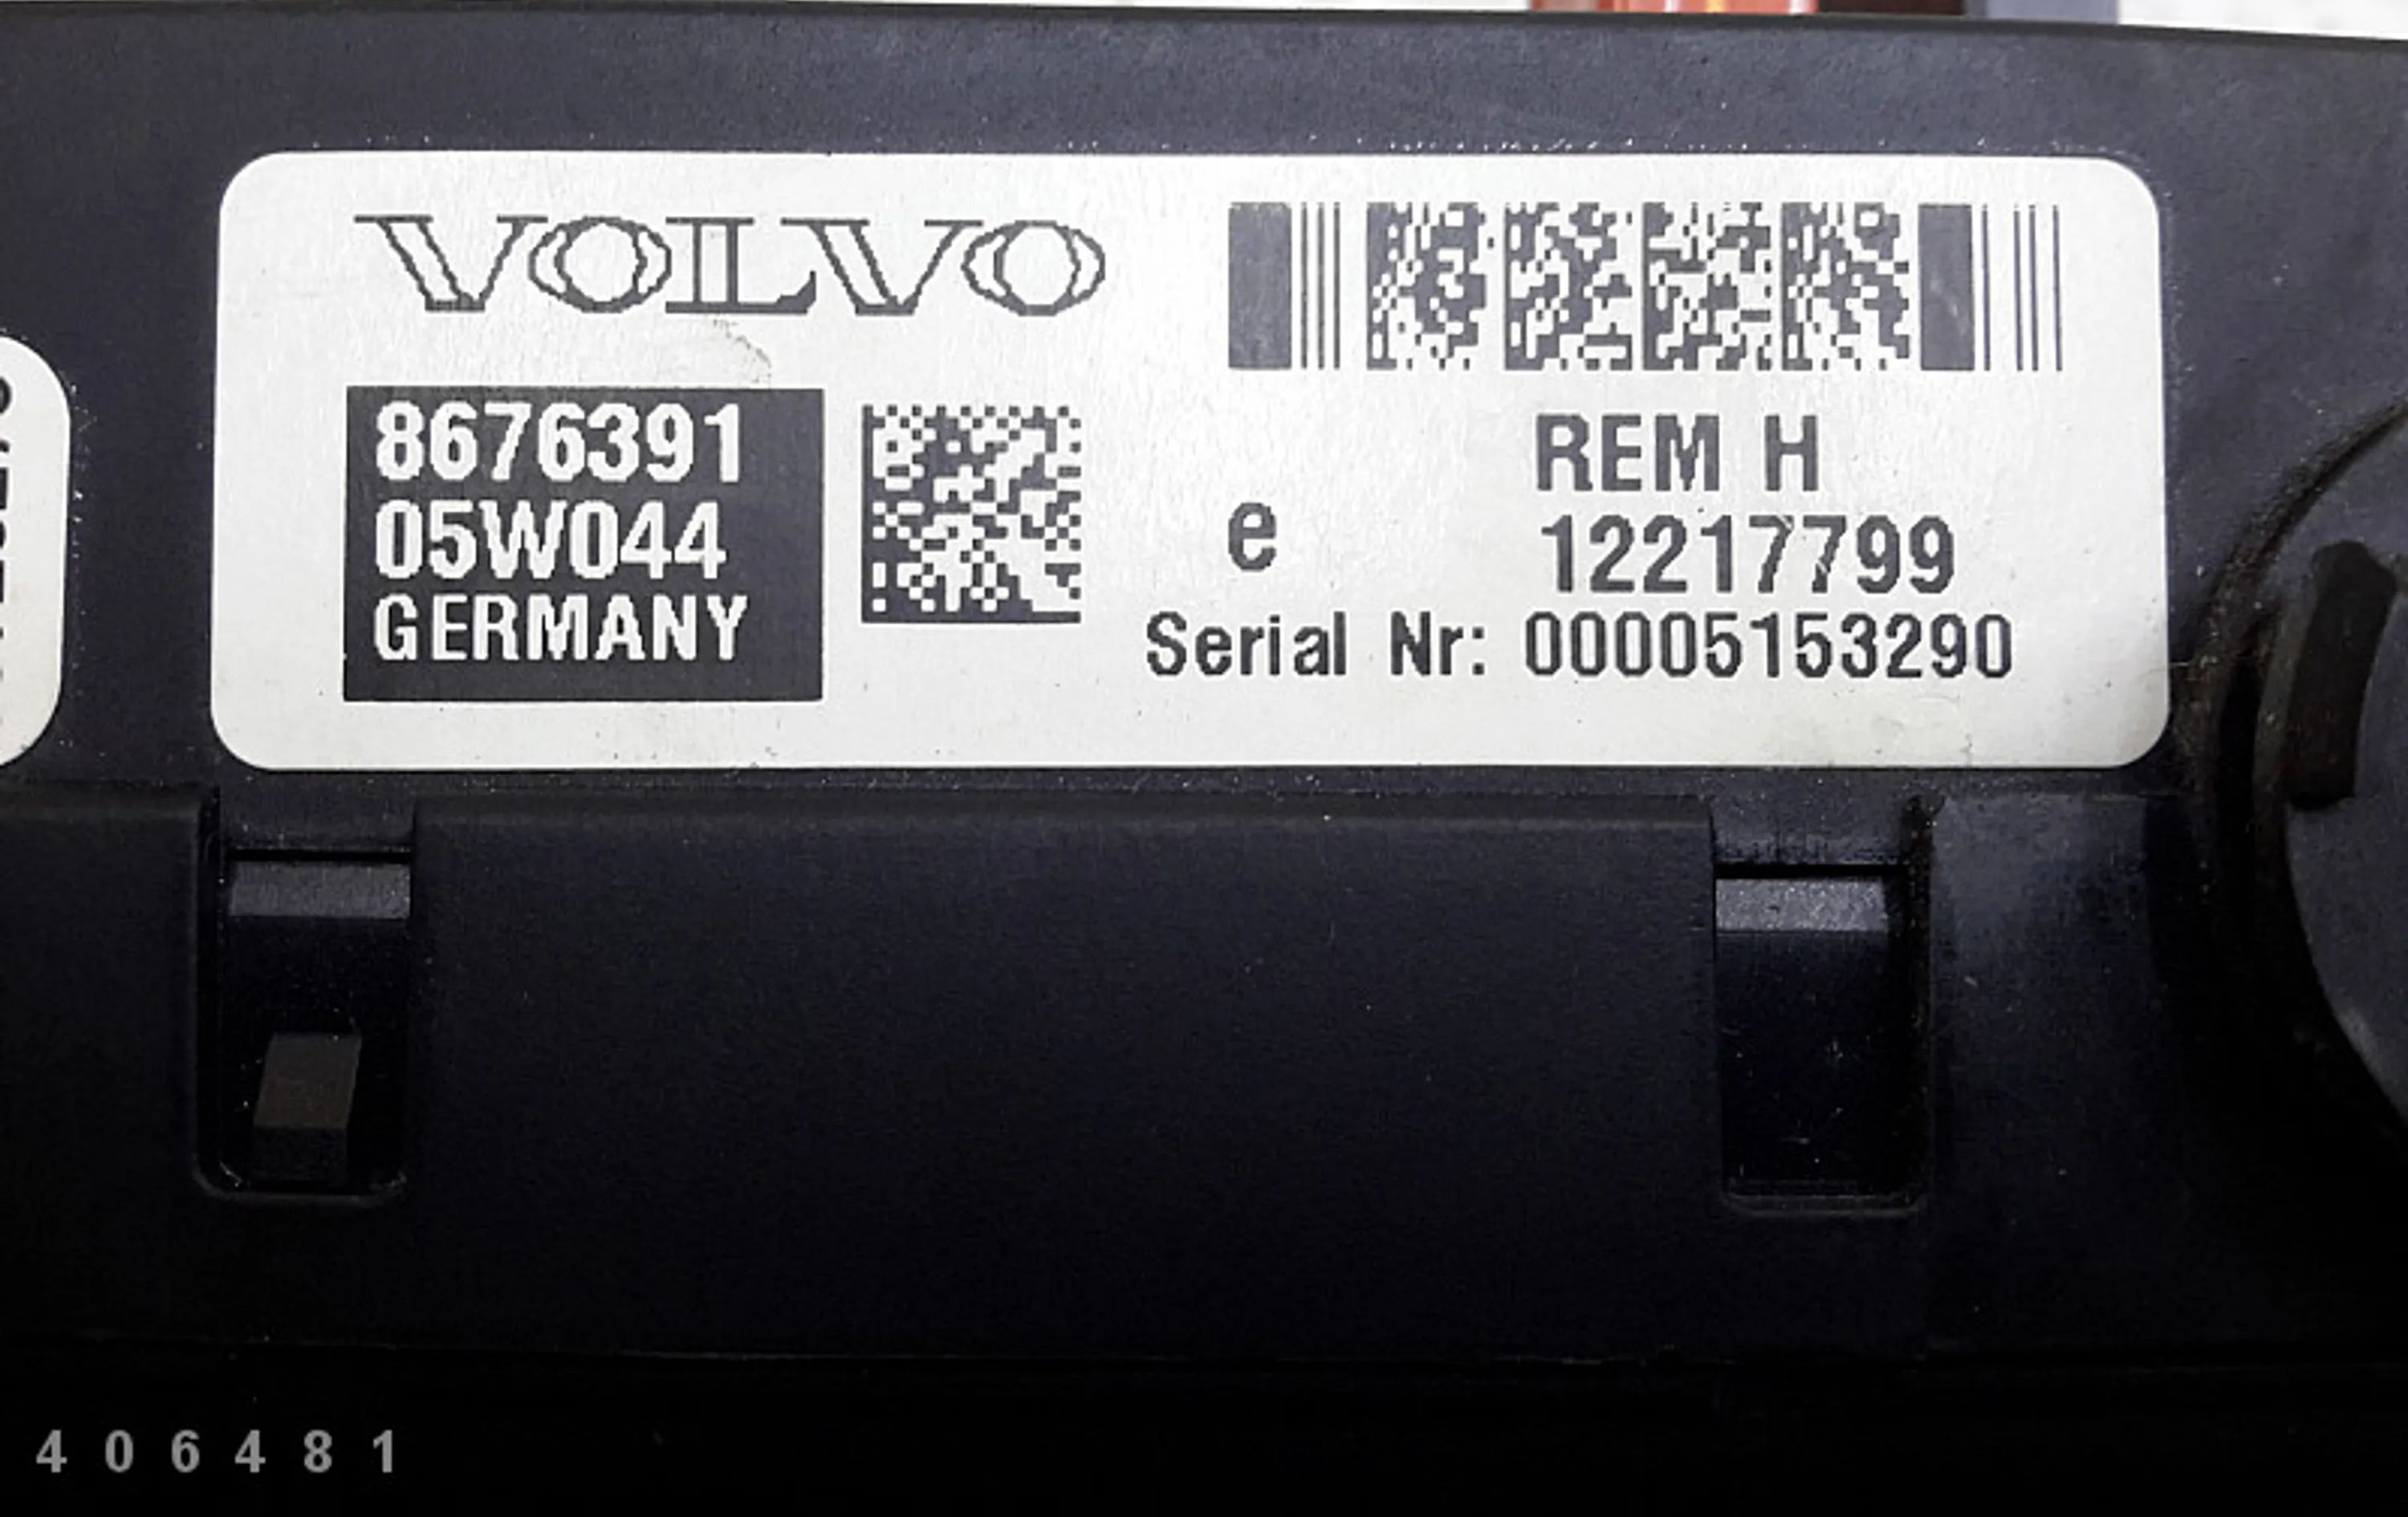 VOLVO
8676391
05W044
GERMANY
REM H
e
12217799
Serial Nr: 00005153290
4 0 6 4 8 1